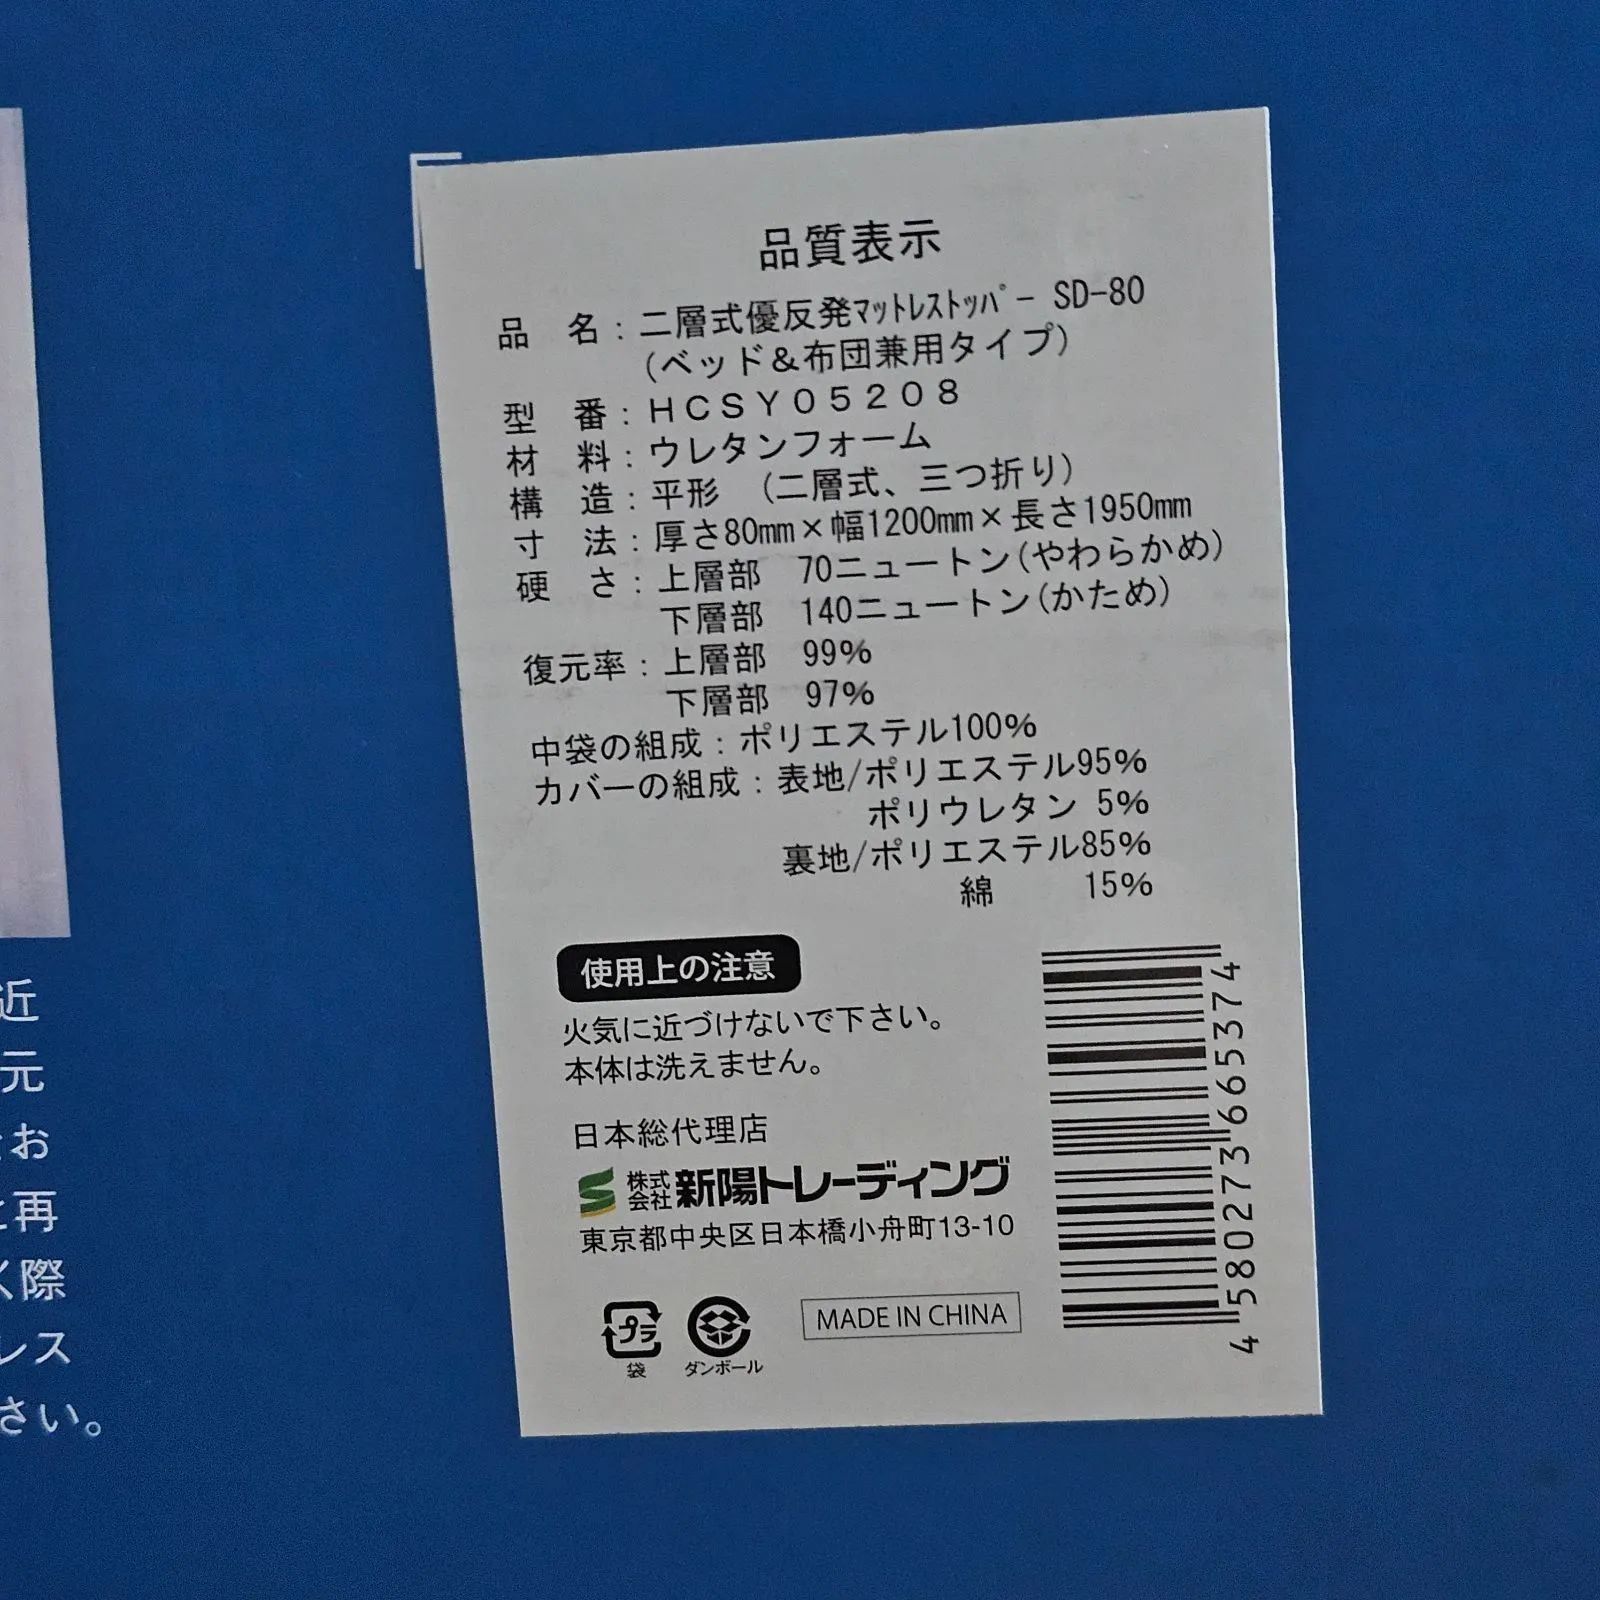 品質表示
品　名：二層式優反発ﾏｯﾄﾚｽﾄｯﾊﾟｰ SD-80
(ベッド＆布団兼用タイプ)
型　番：ＨＣＳＹ０５２０８
材　料：ウレタンフォーム
構　造：平形　(二層式、三つ折り)
寸　法：厚さ80mm×幅1200mm×長さ1950mm
硬　さ：上層部　70ニュートン(やわらかめ)
下層部　140ニュートン(かため)
復元率：上層部　99%
下層部　97%
中袋の組成：ポリエステル100%
カバーの組成：表地/ポリエステル95%
ポリウレタン 5%
裏地/ポリエステル85%
綿　15%
使用上の注意
火気に近づけないで下さい。
本体は洗えません。
日本総代理店
株式会社新陽トレーディング
東京都中央区日本橋小舟町13-10
プラ
袋
ダンボール
MADE IN CHINA
4 580273 665374
近
元
お
再
く際
レス
さい。